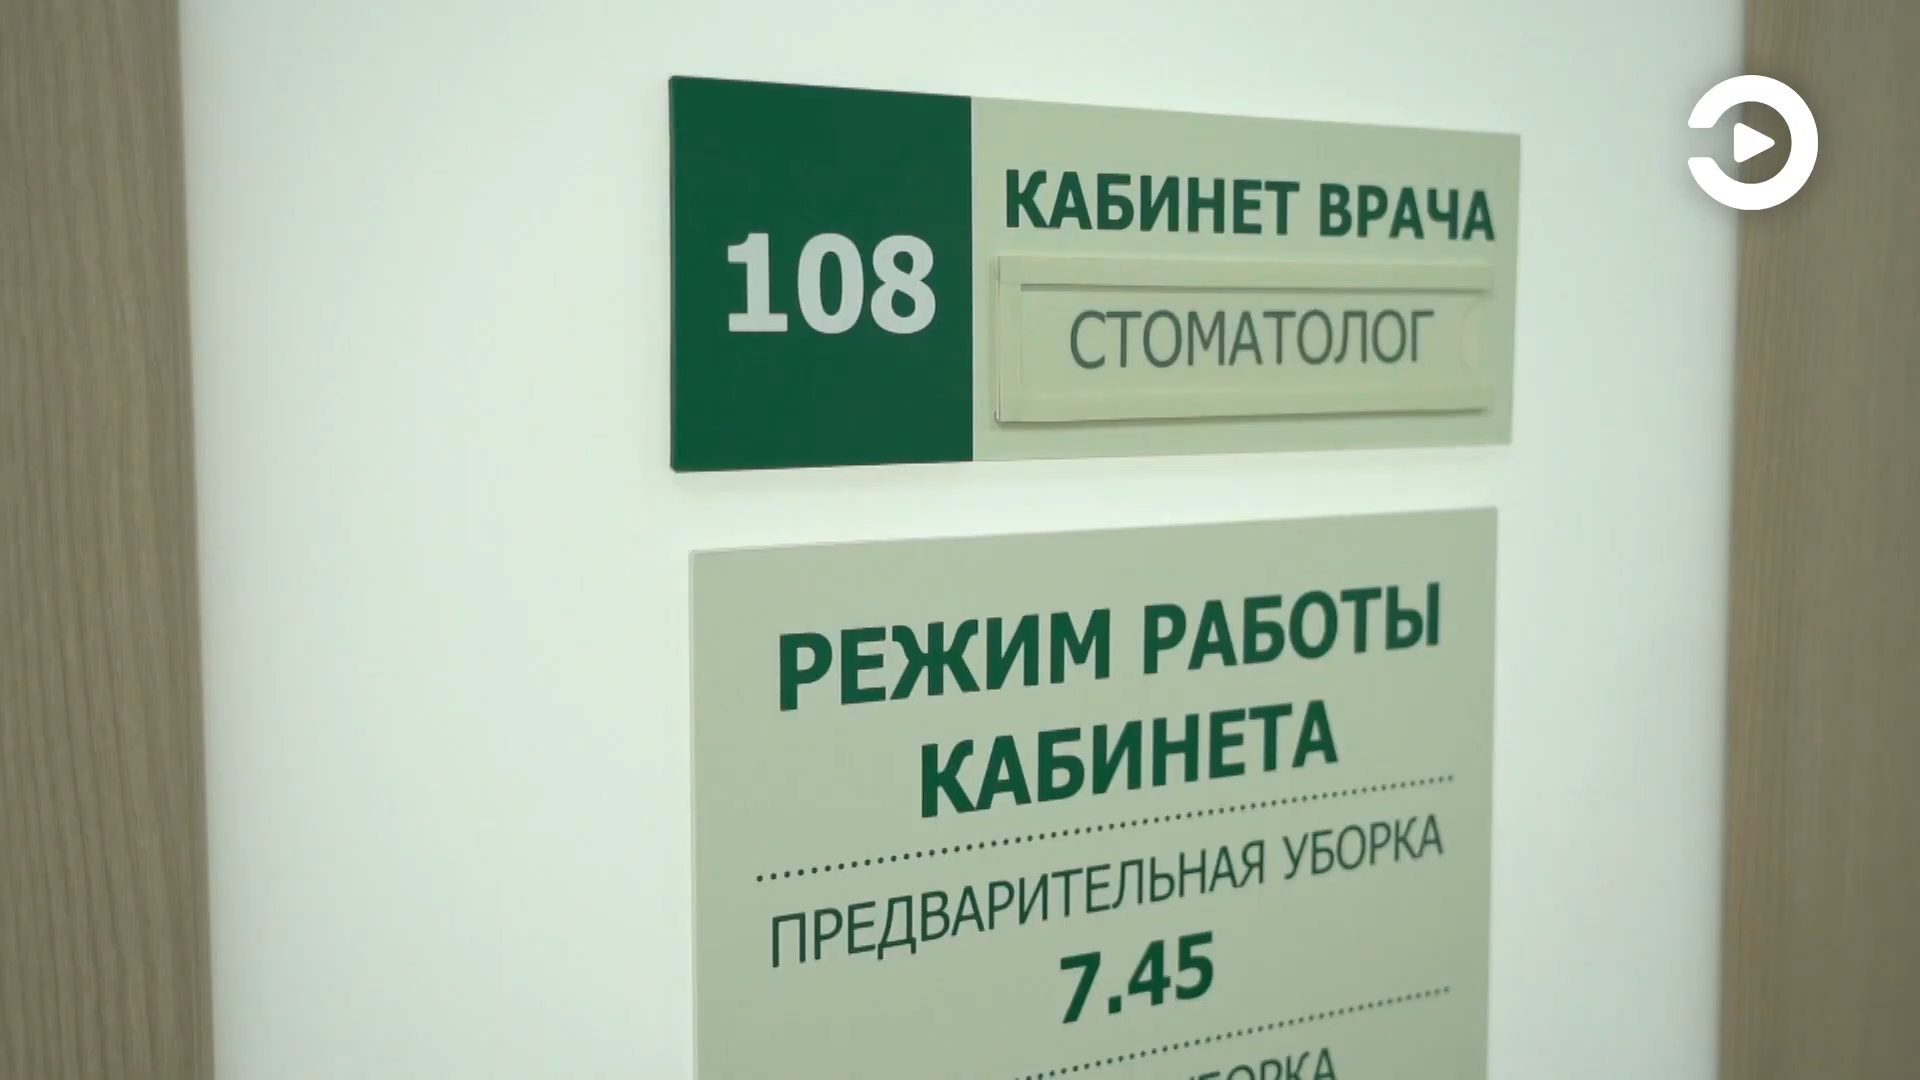 108
КАБИНЕТ ВРАЧА
СТОМАТОЛОГ
РЕЖИМ РАБОТЫ
КАБИНЕТА
ПРЕДВАРИТЕЛЬНАЯ УБОРКА
7.45